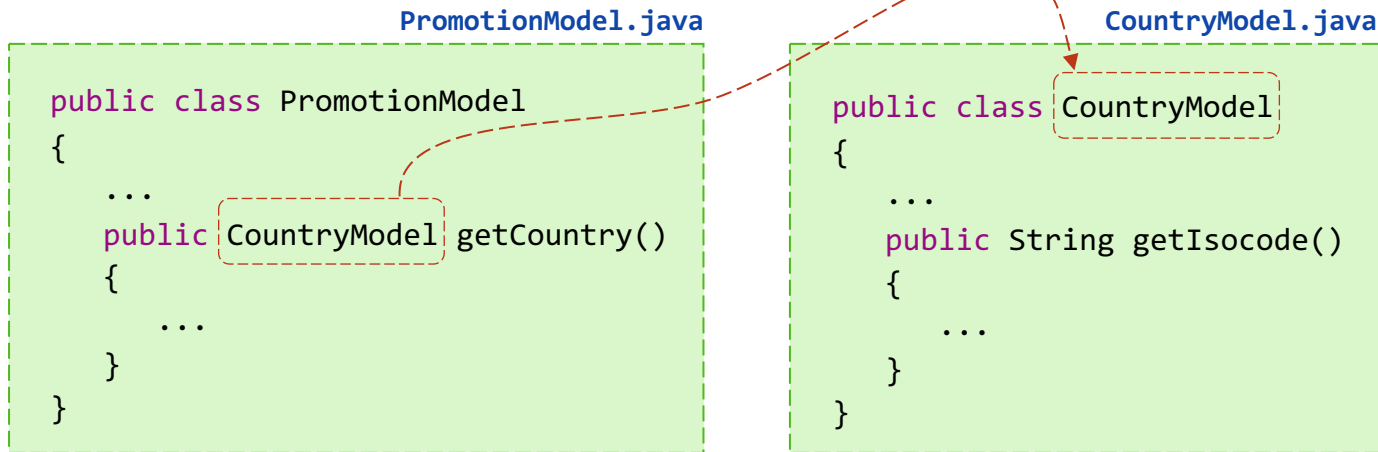 PromotionModel.java
public class PromotionModel
{
...
public CountryModel getCountry()
{
...
}
}
CountryModel.java
public class CountryModel
{
...
public String getIsocode()
{
...
}
}